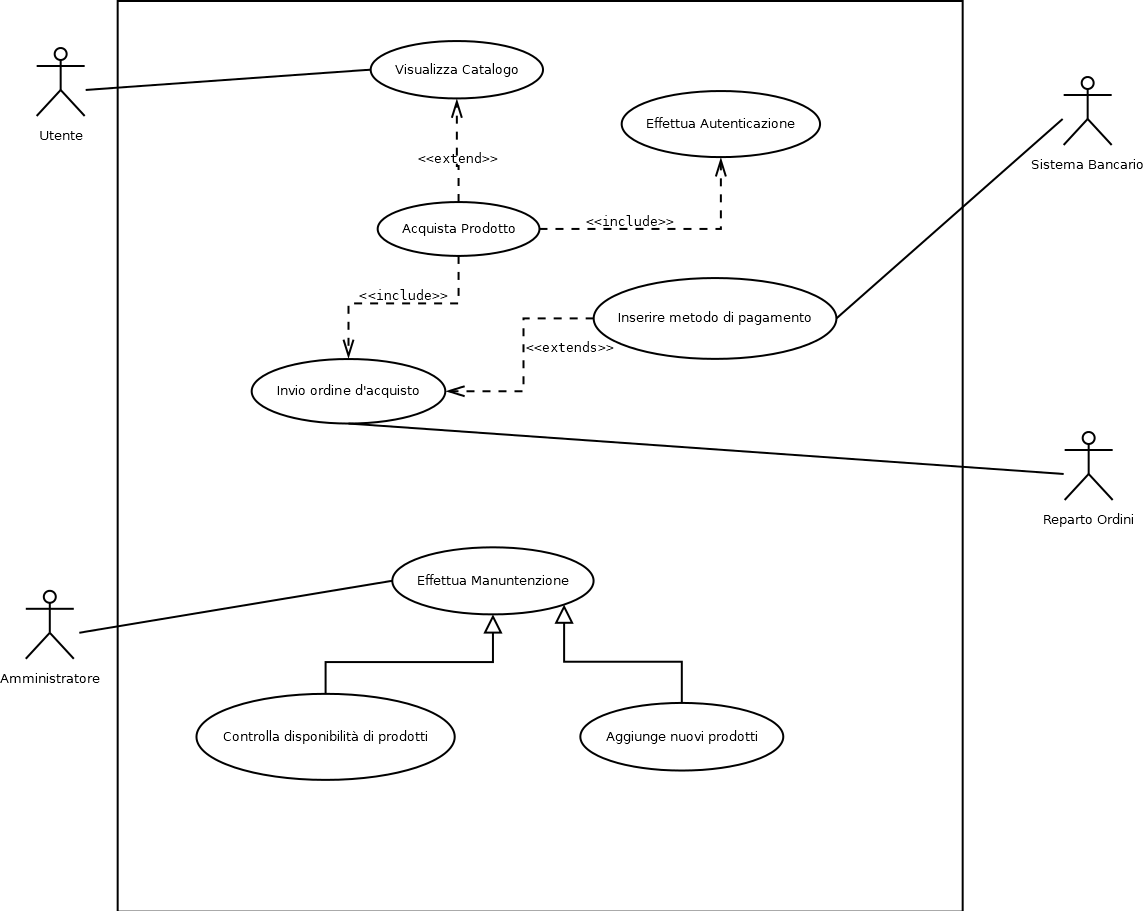 Visualizza Catalogo
Utente
Effettua Autenticazione
Sistema Bancario
<<extend>>
Acquista Prodotto
<<include>>
<<include>>
Inserire metodo di pagamento
<<extends>>
Invio ordine d'acquisto
Reparto Ordini
Effettua Manuntenzione
Amministratore
Controlla disponibilità di prodotti
Aggiunge nuovi prodotti